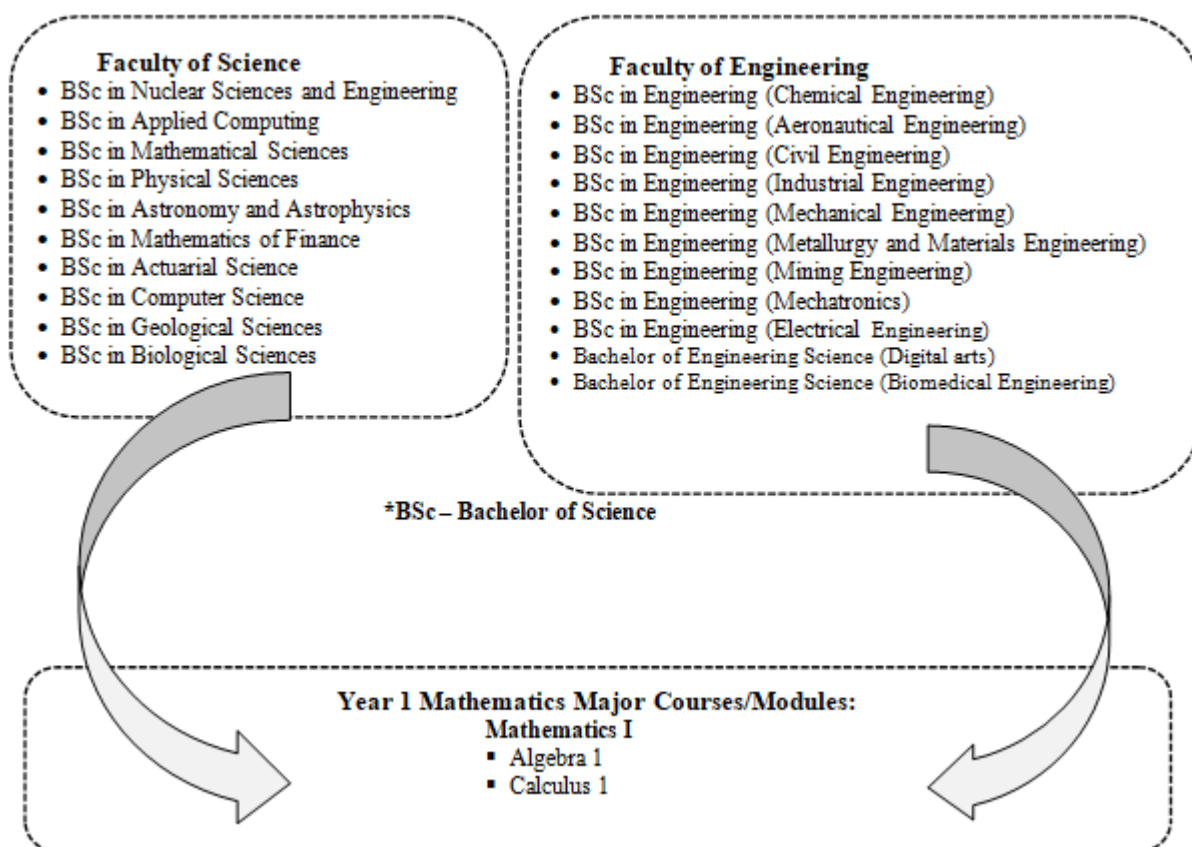 Faculty of Science
• BSc in Nuclear Sciences and Engineering
• BSc in Applied Computing
• BSc in Mathematical Sciences
• BSc in Physical Sciences
• BSc in Astronomy and Astrophysics
• BSc in Mathematics of Finance
• BSc in Actuarial Science
• BSc in Computer Science
• BSc in Geological Sciences
• BSc in Biological Sciences
Faculty of Engineering
• BSc in Engineering (Chemical Engineering)
• BSc in Engineering (Aeronautical Engineering)
• BSc in Engineering (Civil Engineering)
• BSc in Engineering (Industrial Engineering)
• BSc in Engineering (Mechanical Engineering)
• BSc in Engineering (Metallurgy and Materials Engineering)
• BSc in Engineering (Mining Engineering)
• BSc in Engineering (Mechatronics)
• BSc in Engineering (Electrical Engineering)
• Bachelor of Engineering Science (Digital arts)
• Bachelor of Engineering Science (Biomedical Engineering)
*BSc – Bachelor of Science
Year 1 Mathematics Major Courses/Modules:
Mathematics I
▪ Algebra 1
▪ Calculus 1